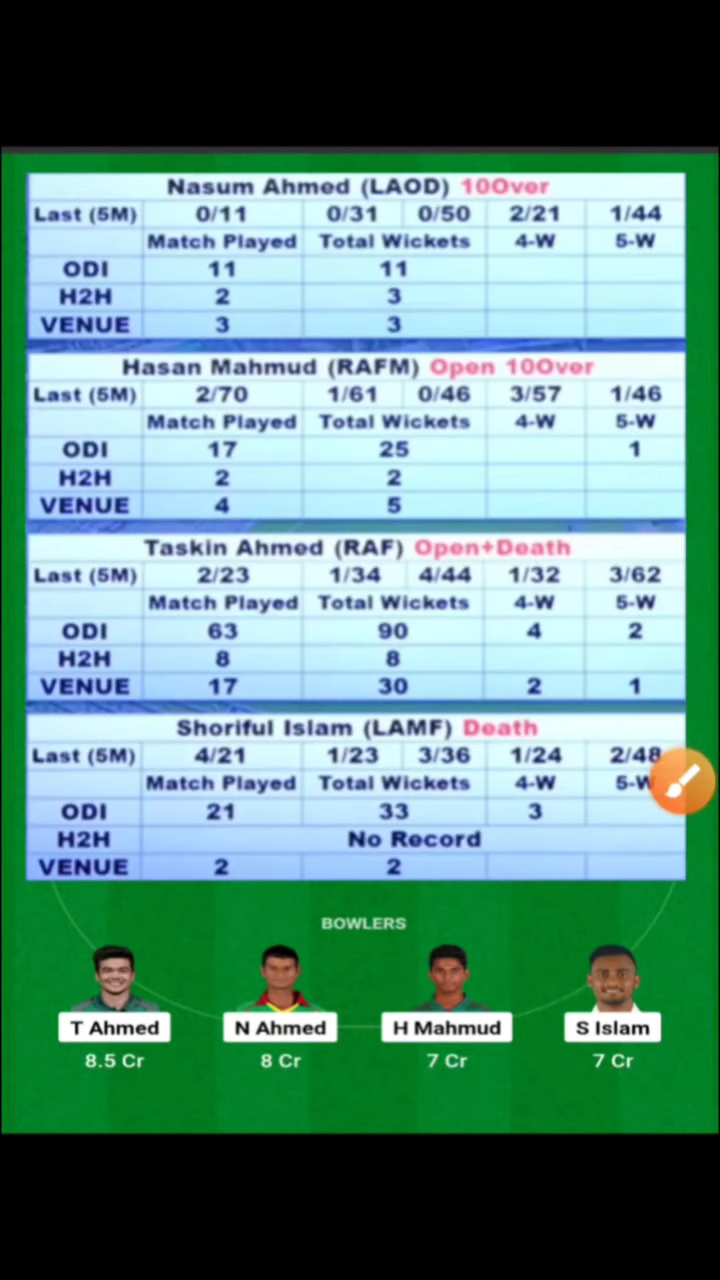 Nasum Ahmed (LAOD) 10Over
Last (5M) 0/11 0/31 0/50 2/21 1/44
Match Played Total Wickets 4-W 5-W
ODI 11 11
H2H 2 3
VENUE 3 3
Hasan Mahmud (RAFM) Open 10Over
Last (5M) 2/70 1/61 0/46 3/57 1/46
Match Played Total Wickets 4-W 5-W
ODI 17 25 1
H2H 2 2
VENUE 4 5
Taskin Ahmed (RAF) Open+Death
Last (5M) 2/23 1/34 4/44 1/32 3/62
Match Played Total Wickets 4-W 5-W
ODI 63 90 4 2
H2H 8 8
VENUE 17 30 2 1
Shoriful Islam (LAMF) Death
Last (5M) 4/21 1/23 3/36 1/24 2/48
Match Played Total Wickets 4-W 5-W
ODI 21 33 3
H2H No Record
VENUE 2 2
BOWLERS
T Ahmed N Ahmed H Mahmud S Islam
8.5 Cr 8 Cr 7 Cr 7 Cr